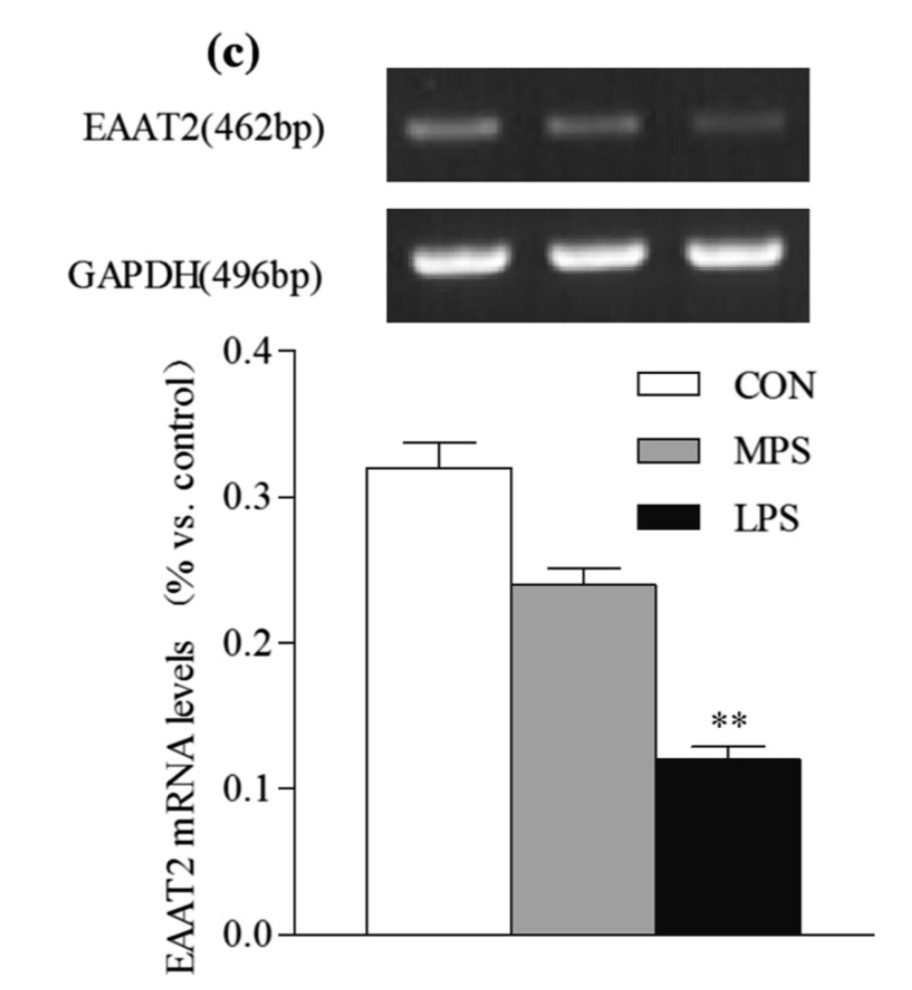 (c)
EAAT2(462bp)
GAPDH(496bp)
EAAT2 mRNA levels (% vs. control)
0.4
0.3
0.2
0.1
0.0
CON
MPS
LPS
**